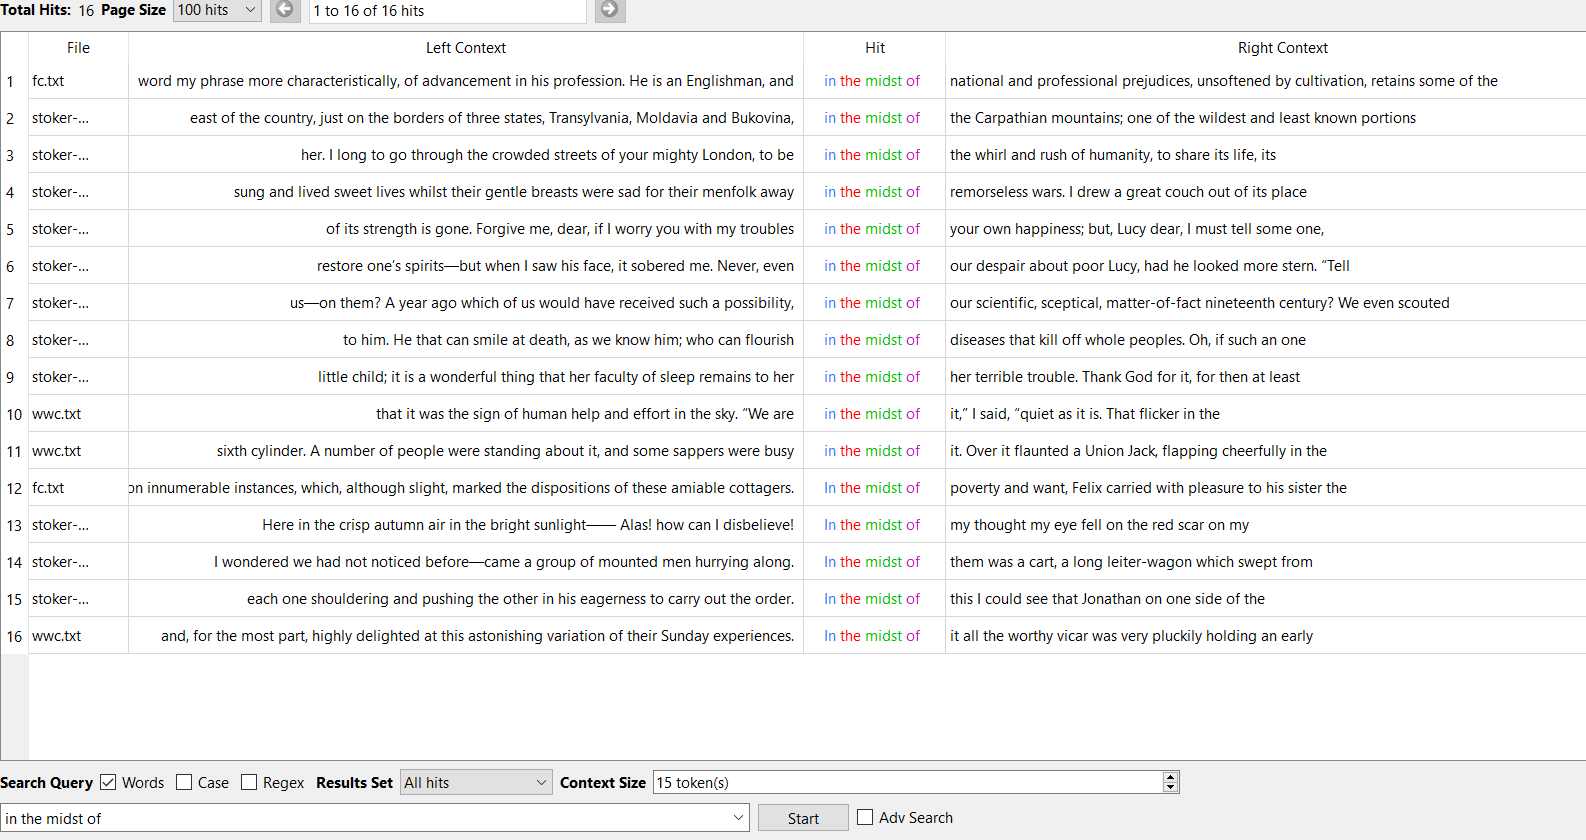 Total Hits: 16 Page Size 100 hits 1 to 16 of 16 hits
File Left Context Hit Right Context
1 fc.txt word my phrase more characteristically, of advancement in his profession. He is an Englishman, and in the midst of national and professional prejudices, unsoftened by cultivation, retains some of the
2 stoker-... east of the country, just on the borders of three states, Transylvania, Moldavia and Bukovina, in the midst of the Carpathian mountains; one of the wildest and least known portions
3 stoker-... her. I long to go through the crowded streets of your mighty London, to be in the midst of the whirl and rush of humanity, to share its life, its
4 stoker-... sung and lived sweet lives whilst their gentle breasts were sad for their menfolk away in the midst of remorseless wars. I drew a great couch out of its place
5 stoker-... of its strength is gone. Forgive me, dear, if I worry you with my troubles in the midst of your own happiness; but, Lucy dear, I must tell some one,
6 stoker-... restore one’s spirits—but when I saw his face, it sobered me. Never, even in the midst of our despair about poor Lucy, had he looked more stern. “Tell
7 stoker-... us—on them? A year ago which of us would have received such a possibility, in the midst of our scientific, sceptical, matter-of-fact nineteenth century? We even scouted
8 stoker-... to him. He that can smile at death, as we know him; who can flourish in the midst of diseases that kill off whole peoples. Oh, if such an one
9 stoker-... little child; it is a wonderful thing that her faculty of sleep remains to her in the midst of her terrible trouble. Thank God for it, for then at least
10 wwc.txt that it was the sign of human help and effort in the sky. “We are in the midst of it,” I said, “quiet as it is. That flicker in the
11 wwc.txt sixth cylinder. A number of people were standing about it, and some sappers were busy in the midst of it. Over it flaunted a Union Jack, flapping cheerfully in the
12 fc.txt on innumerable instances, which, although slight, marked the dispositions of these amiable cottagers. In the midst of poverty and want, Felix carried with pleasure to his sister the
13 stoker-... Here in the crisp autumn air in the bright sunlight—— Alas! how can I disbelieve! In the midst of my thought my eye fell on the red scar on my
14 stoker-... I wondered we had not noticed before—came a group of mounted men hurrying along. In the midst of them was a cart, a long leiter-wagon which swept from
15 stoker-... each one shouldering and pushing the other in his eagerness to carry out the order. In the midst of this I could see that Jonathan on one side of the
16 wwc.txt and, for the most part, highly delighted at this astonishing variation of their Sunday experiences. In the midst of it all the worthy vicar was very pluckily holding an early
Search Query Words Case Regex Results Set All hits Context Size 15 token(s)
in the midst of Start Adv Search